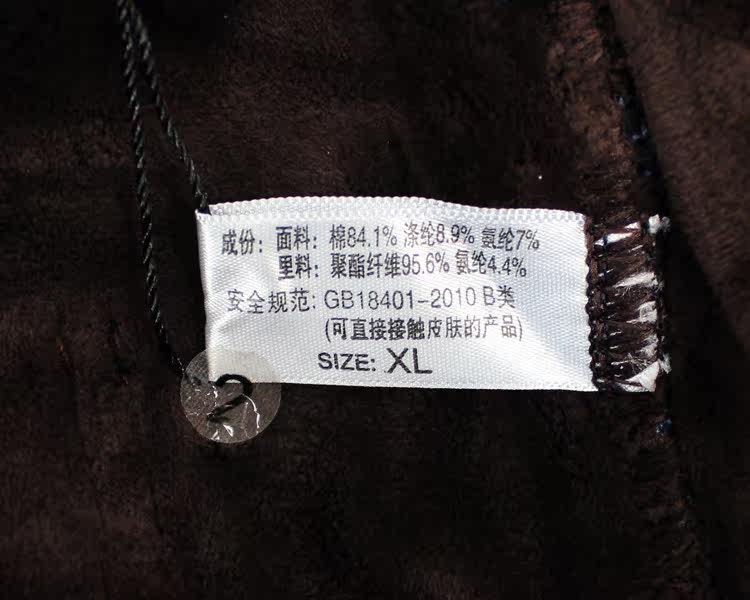 成份：面料：棉84.1% 涤纶8.9% 氨纶7%
里料：聚酯纤维95.6% 氨纶4.4%
安全规范：GB18401-2010 B类
(可直接接触皮肤的产品)
SIZE: XL
2